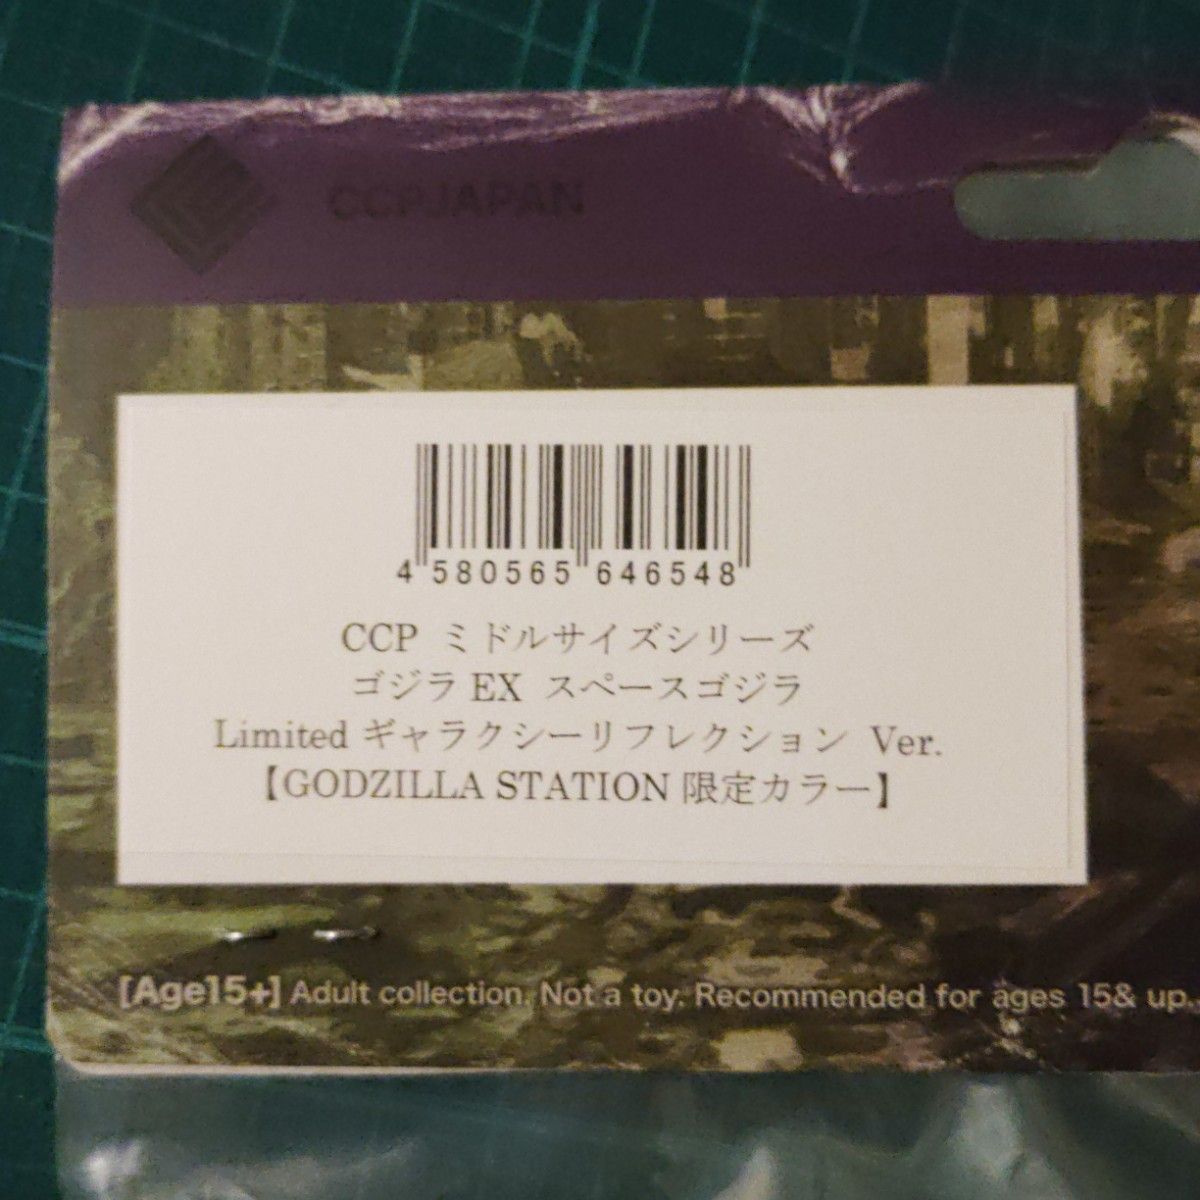 CCPJAPAN
4 580565 646548
CCP ミドルサイズシリーズ
ゴジラEX スペースゴジラ
Limited ギャラクシーリフレクション Ver.
【GODZILLA STATION 限定カラー】
[Age15+] Adult collection. Not a toy. Recommended for ages 15& up.